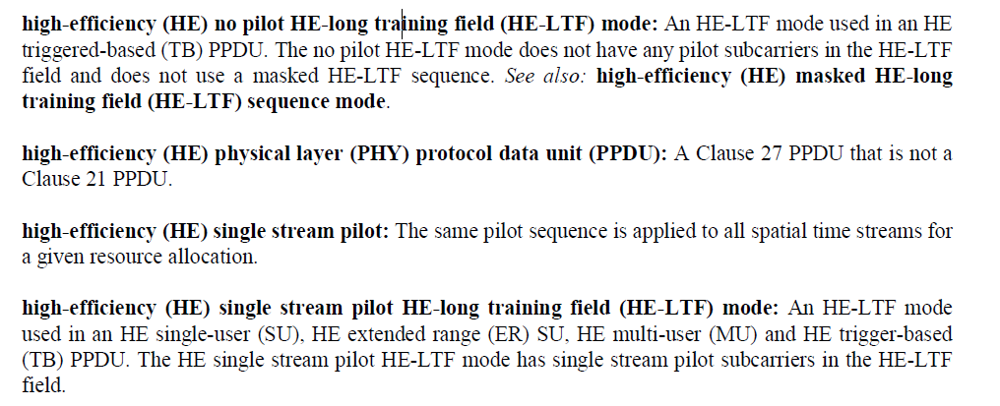 high-efficiency (HE) no pilot HE-long training field (HE-LTF) mode: An HE-LTF mode used in an HE
triggered-based (TB) PPDU. The no pilot HE-LTF mode does not have any pilot subcarriers in the HE-LTF
field and does not use a masked HE-LTF sequence. See also: high-efficiency (HE) masked HE-long
training field (HE-LTF) sequence mode.
high-efficiency (HE) physical layer (PHY) protocol data unit (PPDU): A Clause 27 PPDU that is not a
Clause 21 PPDU.
high-efficiency (HE) single stream pilot: The same pilot sequence is applied to all spatial time streams for
a given resource allocation.
high-efficiency (HE) single stream pilot HE-long training field (HE-LTF) mode: An HE-LTF mode
used in an HE single-user (SU), HE extended range (ER) SU, HE multi-user (MU) and HE trigger-based
(TB) PPDU. The HE single stream pilot HE-LTF mode has single stream pilot subcarriers in the HE-LTF
field.